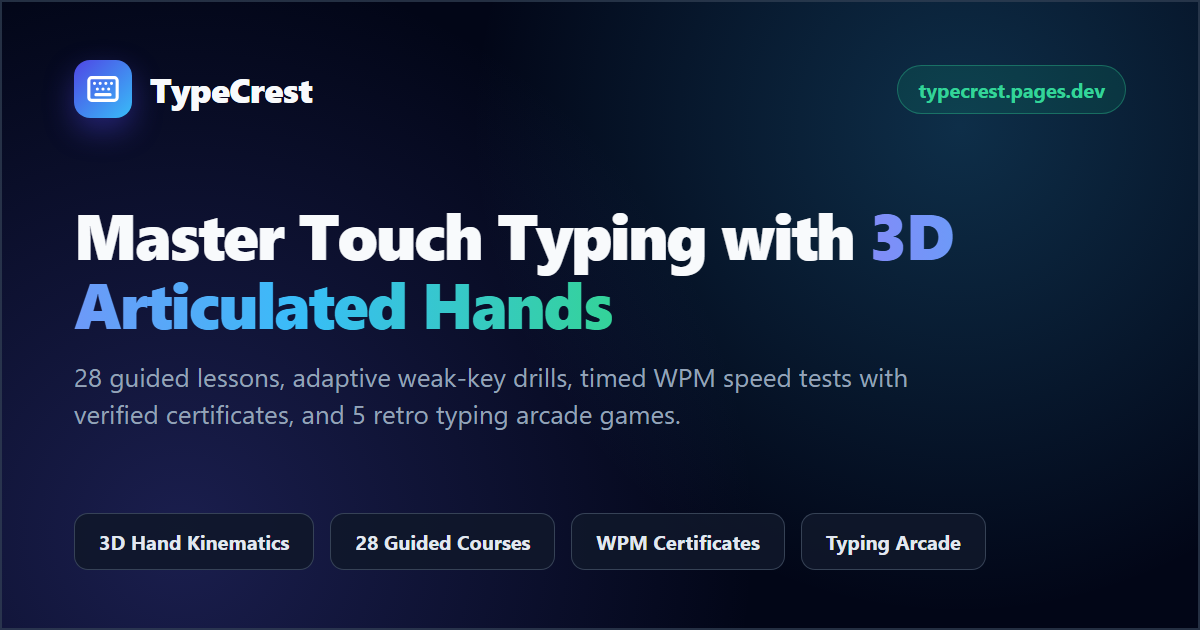 TypeCrest
typecrest.pages.dev
Master Touch Typing with 3D
Articulated Hands
28 guided lessons, adaptive weak-key drills, timed WPM speed tests with
verified certificates, and 5 retro typing arcade games.
3D Hand Kinematics
28 Guided Courses
WPM Certificates
Typing Arcade